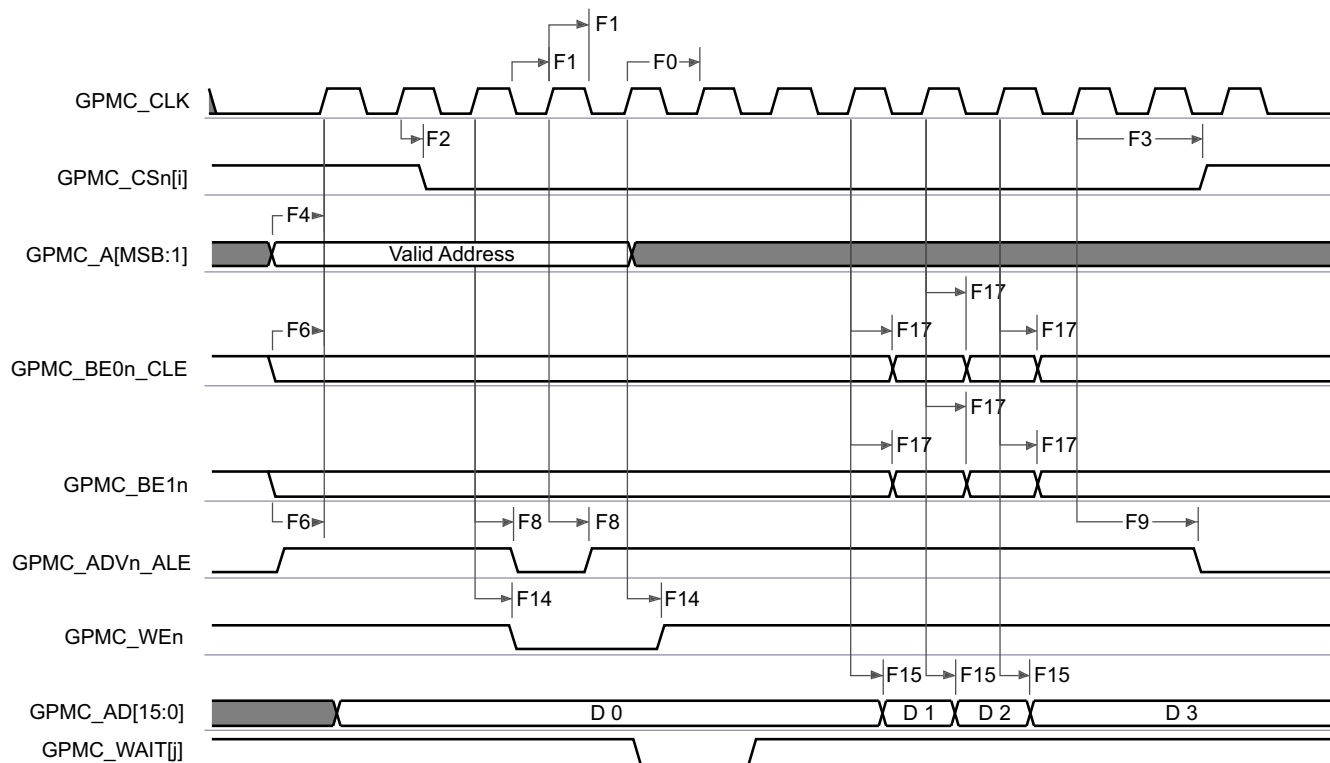 F1
F1 F0
GPMC_CLK
F2 F3
GPMC_CSn[i]
F4
GPMC_A[MSB:1] Valid Address
F17
F6 F17 F17
GPMC_BE0n_CLE
F17
F17 F17
GPMC_BE1n
F6 F8 F8 F9
GPMC_ADVn_ALE
F14 F14
GPMC_WEn
F15 F15 F15
GPMC_AD[15:0] D 0 D 1 D 2 D 3
GPMC_WAIT[j]